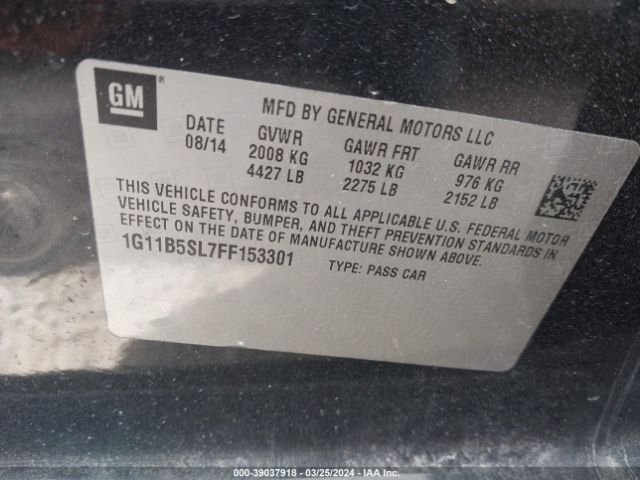 GM®
MFD BY GENERAL MOTORS LLC
DATE GVWR GAWR FRT GAWR RR
08/14 2008 KG 1032 KG 976 KG
4427 LB 2275 LB 2152 LB
THIS VEHICLE CONFORMS TO ALL APPLICABLE U.S. FEDERAL MOTOR
VEHICLE SAFETY, BUMPER, AND THEFT PREVENTION STANDARDS IN
EFFECT ON THE DATE OF MANUFACTURE SHOWN ABOVE.
1G11B5SL7FF153301 TYPE: PASS CAR
000-39037918 - 03/25/2024 - IAA Inc.